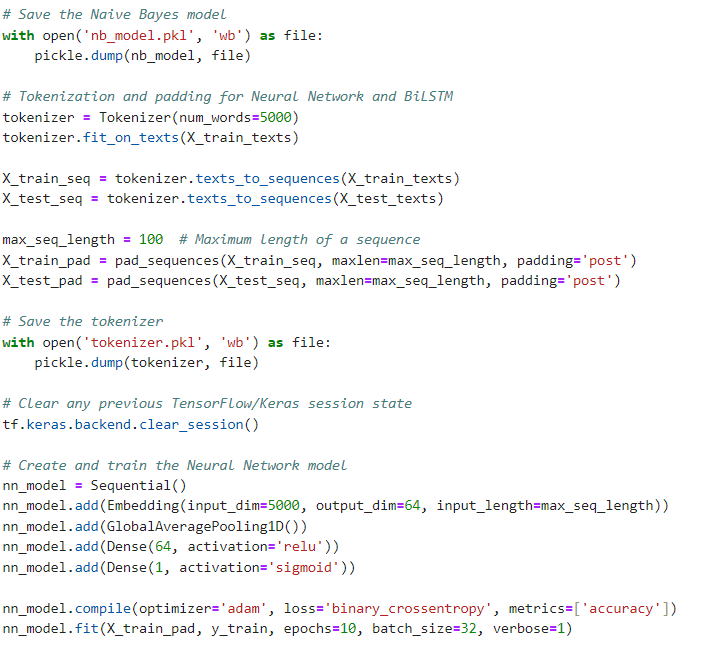 # Save the Naive Bayes model
with open('nb_model.pkl', 'wb') as file:
    pickle.dump(nb_model, file)

# Tokenization and padding for Neural Network and BiLSTM
tokenizer = Tokenizer(num_words=5000)
tokenizer.fit_on_texts(X_train_texts)

X_train_seq = tokenizer.texts_to_sequences(X_train_texts)
X_test_seq = tokenizer.texts_to_sequences(X_test_texts)

max_seq_length = 100  # Maximum length of a sequence
X_train_pad = pad_sequences(X_train_seq, maxlen=max_seq_length, padding='post')
X_test_pad = pad_sequences(X_test_seq, maxlen=max_seq_length, padding='post')

# Save the tokenizer
with open('tokenizer.pkl', 'wb') as file:
    pickle.dump(tokenizer, file)

# Clear any previous TensorFlow/Keras session state
tf.keras.backend.clear_session()

# Create and train the Neural Network model
nn_model = Sequential()
nn_model.add(Embedding(input_dim=5000, output_dim=64, input_length=max_seq_length))
nn_model.add(GlobalAveragePooling1D())
nn_model.add(Dense(64, activation='relu'))
nn_model.add(Dense(1, activation='sigmoid'))

nn_model.compile(optimizer='adam', loss='binary_crossentropy', metrics=['accuracy'])
nn_model.fit(X_train_pad, y_train, epochs=10, batch_size=32, verbose=1)